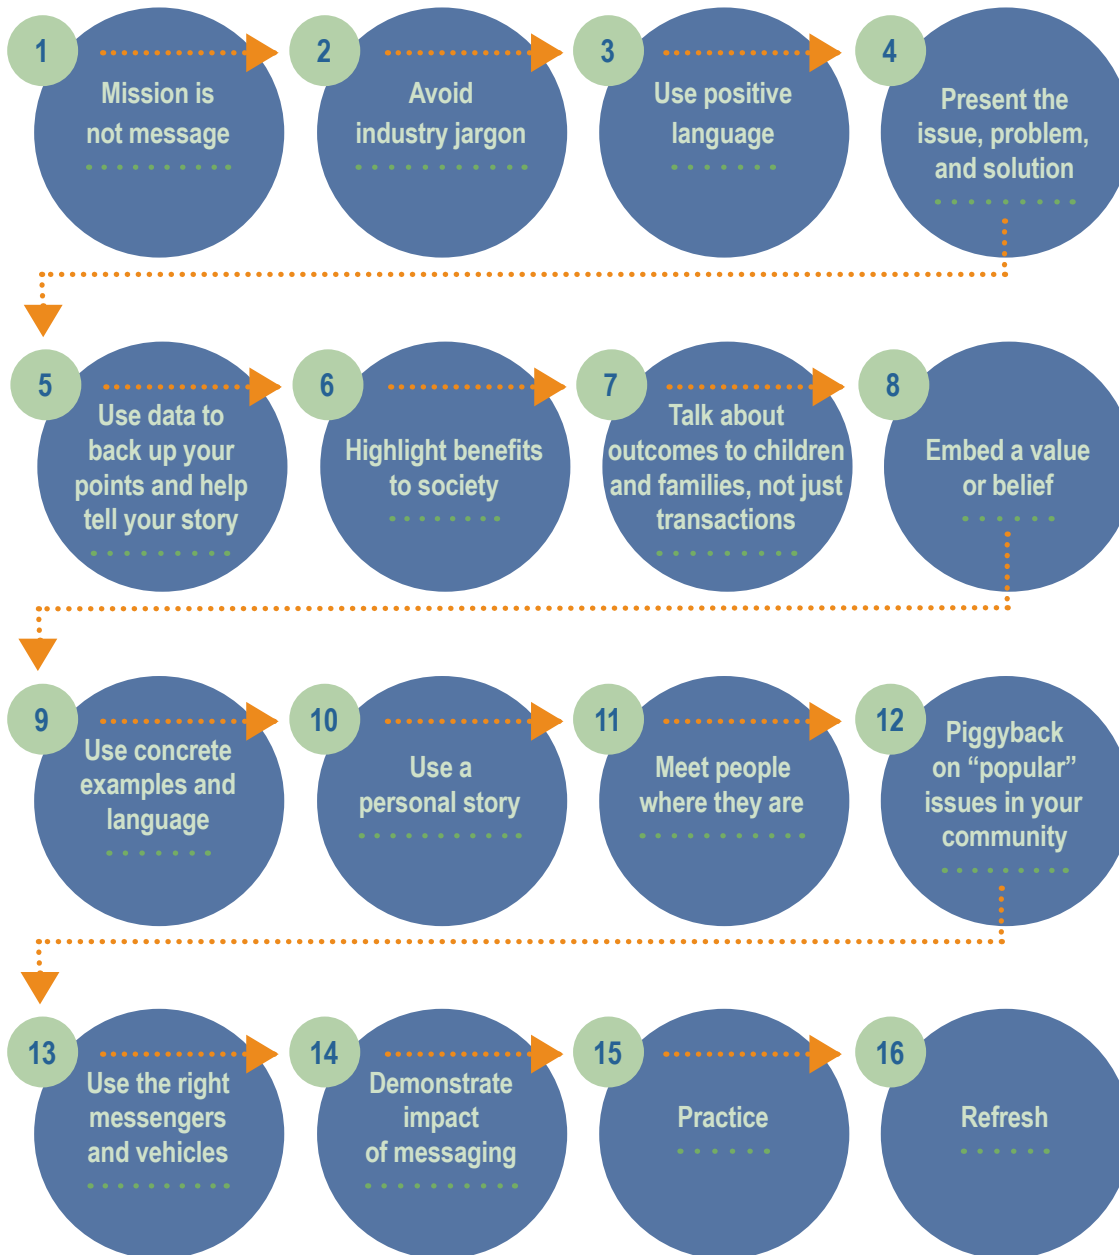 1
Mission is
not message
2
Avoid
industry jargon
3
Use positive
language
4
Present the
issue, problem,
and solution
5
Use data to
back up your
points and help
tell your story
6
Highlight benefits
to society
7
Talk about
outcomes to children
and families, not just
transactions
8
Embed a value
or belief
9
Use concrete
examples and
language
10
Use a
personal story
11
Meet people
where they are
12
Piggyback
on “popular”
issues in your
community
13
Use the right
messengers
and vehicles
14
Demonstrate
impact
of messaging
15
Practice
16
Refresh